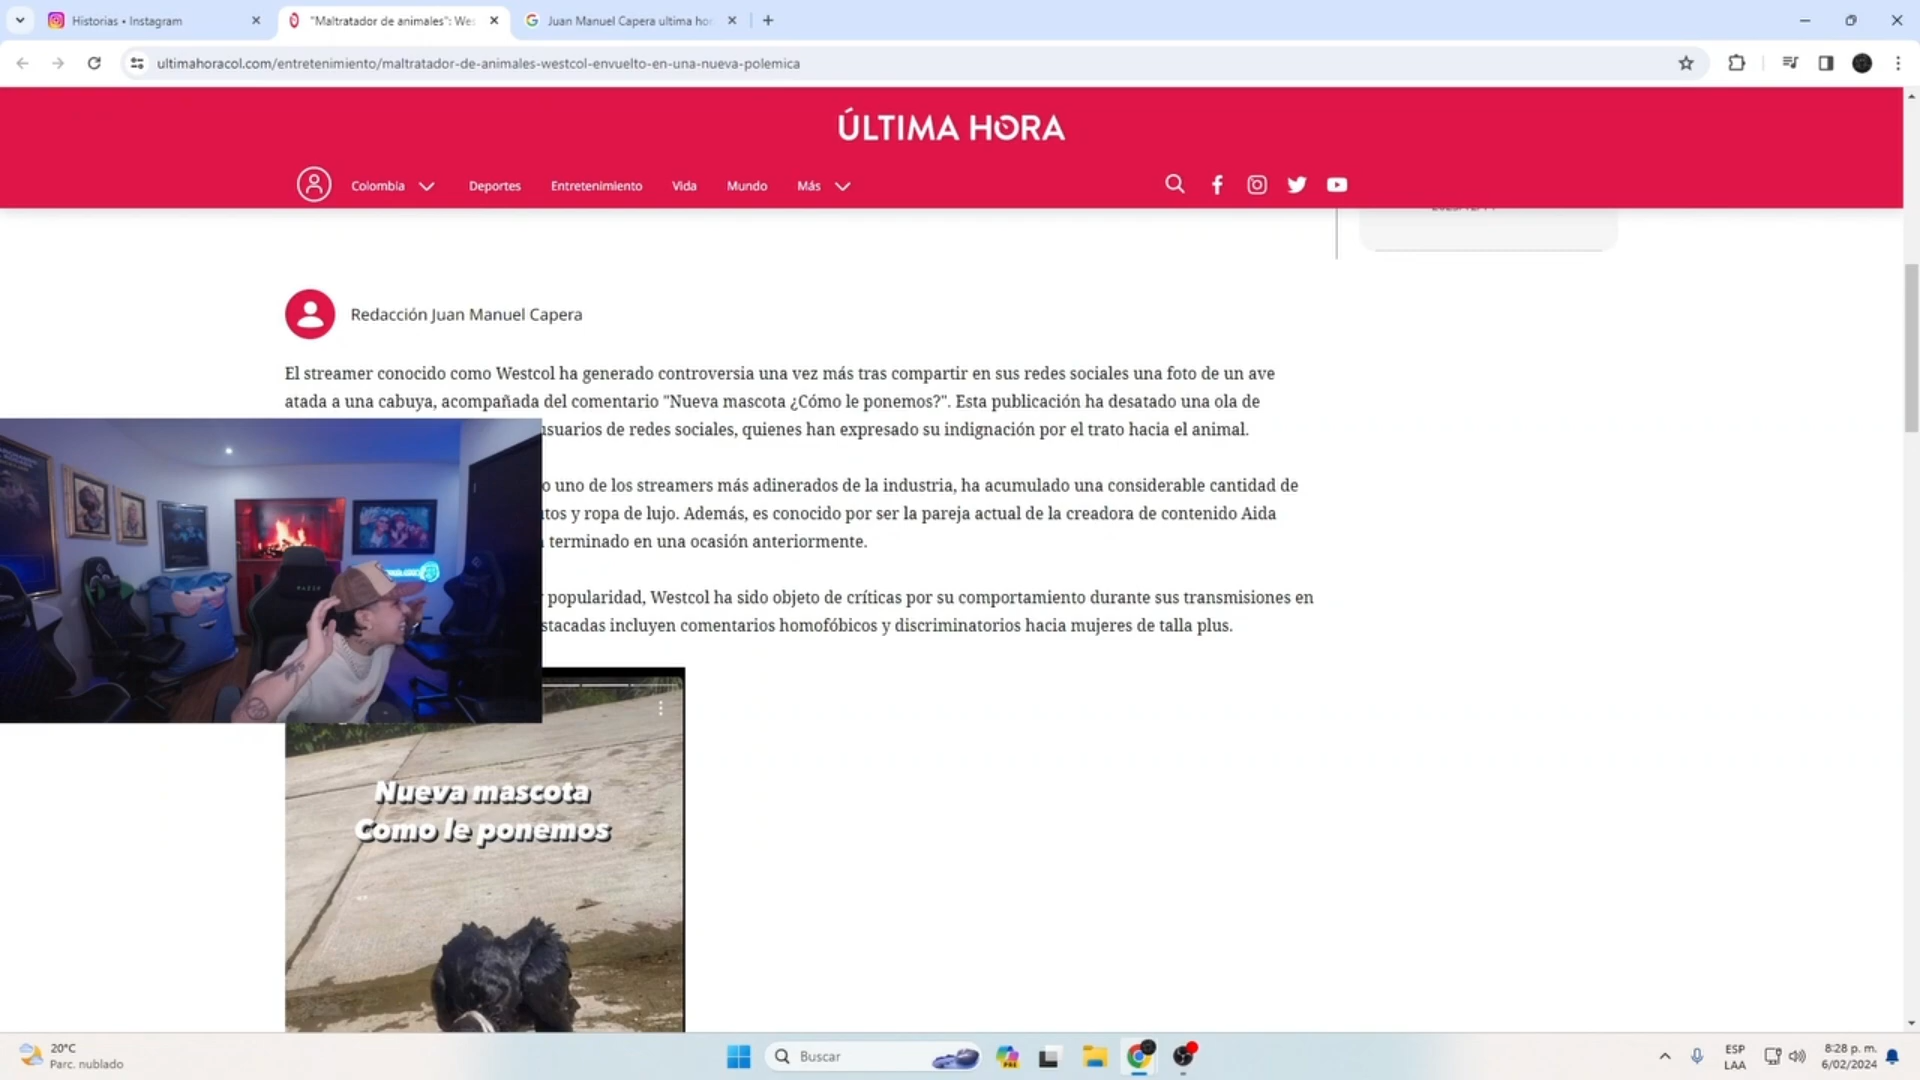 Historias • Instagram
"Maltratador de animales": Wes
Juan Manuel Capera ultima ho
ultimahoracol.com/entretenimiento/maltratador-de-animales-westcol-envuelto-en-una-nueva-polemica
ÚLTIMA HORA
Colombia
Deportes
Entretenimiento
Vida
Mundo
Más
Redacción Juan Manuel Capera
El streamer conocido como Westcol ha generado controversia una vez más tras compartir en sus redes sociales una foto de un ave
atada a una cabuya, acompañada del comentario "Nueva mascota ¿Cómo le ponemos?". Esta publicación ha desatado una ola de
usuarios de redes sociales, quienes han expresado su indignación por el trato hacia el animal.
o uno de los streamers más adinerados de la industria, ha acumulado una considerable cantidad de
tos y ropa de lujo. Además, es conocido por ser la pareja actual de la creadora de contenido Aida
terminado en una ocasión anteriormente.
popularidad, Westcol ha sido objeto de críticas por su comportamiento durante sus transmisiones en
stacadas incluyen comentarios homofóbicos y discriminatorios hacia mujeres de talla plus.
Nueva mascota
Como le ponemos
20°C
Parc. nublado
Buscar
PRE
ESP
LAA
8:28 p. m.
6/02/2024